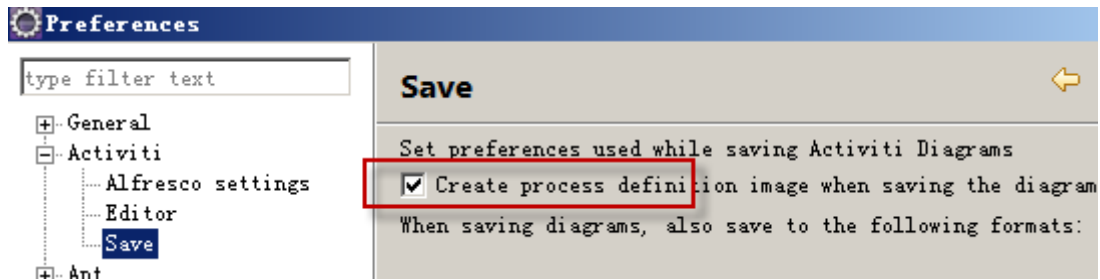 Preferences
type filter text
General
Activiti
Alfresco settings
Editor
Save
Ant
Save
Set preferences used while saving Activiti Diagrams
Create process definition image when saving the diagram
When saving diagrams, also save to the following formats: